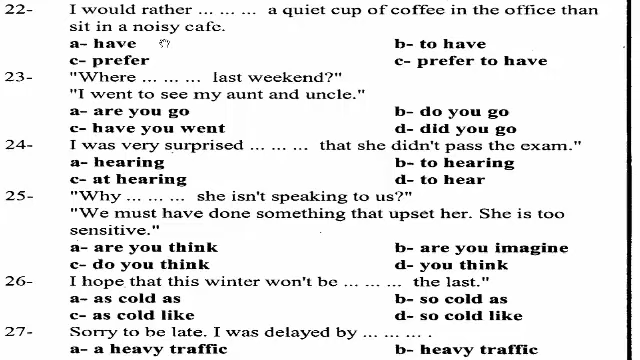 22- I would rather ... ... ... a quiet cup of coffee in the office than
sit in a noisy cafe.
a- have b- to have
c- prefer c- prefer to have
23- "Where ... ... ... last weekend?"
"I went to see my aunt and uncle."
a- are you go b- do you go
c- have you went d- did you go
24- I was very surprised ... ... ... that she didn't pass the exam."
a- hearing b- to hearing
c- at hearing d- to hear
25- "Why ... ... ... she isn't speaking to us?"
"We must have done something that upset her. She is too
sensitive."
a- are you think b- are you imagine
c- do you think d- you think
26- I hope that this winter won't be ... ... ... the last."
a- as cold as b- so cold as
c- as cold like d- so cold like
27- Sorry to be late. I was delayed by ... ... ... .
a- a heavy traffic b- heavy traffic